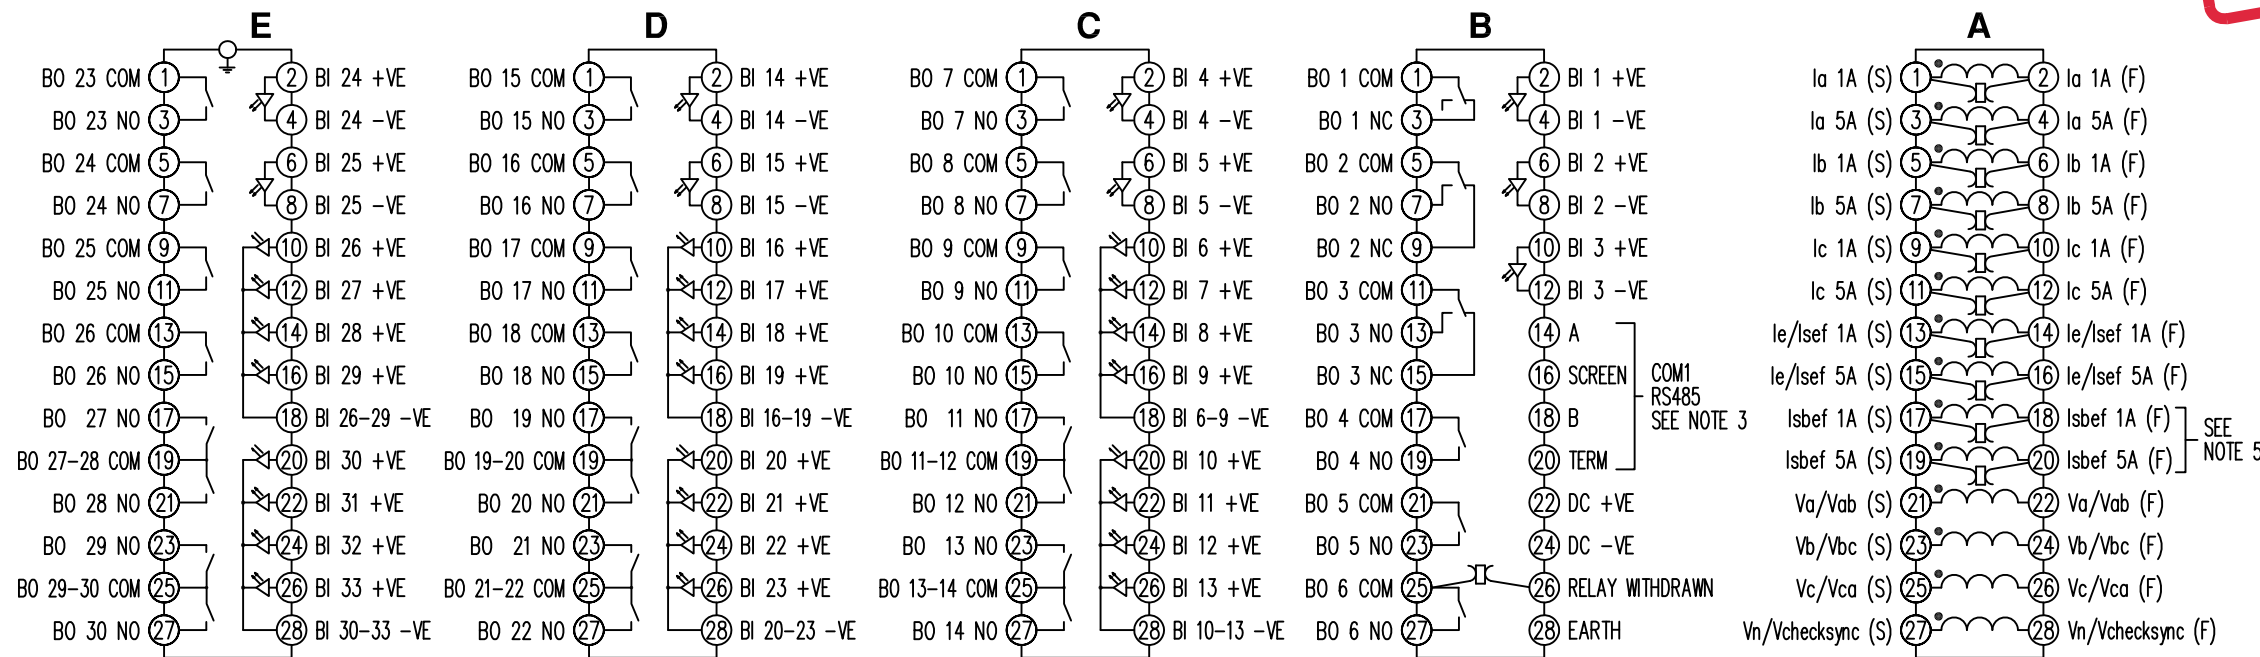 E D C B A
BO 23 COM 1 2 BI 24 +VE BO 15 COM 1 2 BI 14 +VE BO 7 COM 1 2 BI 4 +VE BO 1 COM 1 2 BI 1 +VE Ia 1A (S) 1 2 Ia 1A (F)
BO 23 NO 3 4 BI 24 -VE BO 15 NO 3 4 BI 14 -VE BO 7 NO 3 4 BI 4 -VE BO 1 NC 3 4 BI 1 -VE Ia 5A (S) 3 4 Ia 5A (F)
BO 24 COM 5 6 BI 25 +VE BO 16 COM 5 6 BI 15 +VE BO 8 COM 5 6 BI 5 +VE BO 2 COM 5 6 BI 2 +VE Ib 1A (S) 5 6 Ib 1A (F)
BO 24 NO 7 8 BI 25 -VE BO 16 NO 7 8 BI 15 -VE BO 8 NO 7 8 BI 5 -VE BO 2 NO 7 8 BI 2 -VE Ib 5A (S) 7 8 Ib 5A (F)
BO 25 COM 9 10 BI 26 +VE BO 17 COM 9 10 BI 16 +VE BO 9 COM 9 10 BI 6 +VE BO 2 NC 9 10 BI 3 +VE Ic 1A (S) 9 10 Ic 1A (F)
BO 25 NO 11 12 BI 27 +VE BO 17 NO 11 12 BI 17 +VE BO 9 NO 11 12 BI 7 +VE BO 3 COM 11 12 BI 3 -VE Ic 5A (S) 11 12 Ic 5A (F)
BO 26 COM 13 14 BI 28 +VE BO 18 COM 13 14 BI 18 +VE BO 10 COM 13 14 BI 8 +VE BO 3 NO 13 14 A Ie/Isef 1A (S) 13 14 Ie/Isef 1A (F)
BO 26 NO 15 16 BI 29 +VE BO 18 NO 15 16 BI 19 +VE BO 10 NO 15 16 BI 9 +VE BO 3 NC 15 16 SCREEN COM1 Ie/Isef 5A (S) 15 16 Ie/Isef 5A (F)
RS485
BO 27 NO 17 18 BI 26-29 -VE BO 19 NO 17 18 BI 16-19 -VE BO 11 NO 17 18 BI 6-9 -VE BO 4 COM 17 18 B SEE NOTE 3 Isbef 1A (S) 17 18 Isbef 1A (F) SEE
NOTE 5
BO 27-28 COM 19 20 BI 30 +VE BO 19-20 COM 19 20 BI 20 +VE BO 11-12 COM 19 20 BI 10 +VE BO 4 NO 19 20 TERM Isbef 5A (S) 19 20 Isbef 5A (F)
BO 28 NO 21 22 BI 31 +VE BO 20 NO 21 22 BI 21 +VE BO 12 NO 21 22 BI 11 +VE BO 5 COM 21 22 DC +VE Va/Vab (S) 21 22 Va/Vab (F)
BO 29 NO 23 24 BI 32 +VE BO 21 NO 23 24 BI 22 +VE BO 13 NO 23 24 BI 12 +VE BO 5 NO 23 24 DC -VE Vb/Vbc (S) 23 24 Vb/Vbc (F)
BO 29-30 COM 25 26 BI 33 +VE BO 21-22 COM 25 26 BI 23 +VE BO 13-14 COM 25 26 BI 13 +VE BO 6 COM 25 26 RELAY WITHDRAWN Vc/Vca (S) 25 26 Vc/Vca (F)
BO 30 NO 27 28 BI 30-33 -VE BO 22 NO 27 28 BI 20-23 -VE BO 14 NO 27 28 BI 10-13 -VE BO 6 NO 27 28 EARTH Vn/Vchecksync (S) 27 28 Vn/Vchecksync (F)